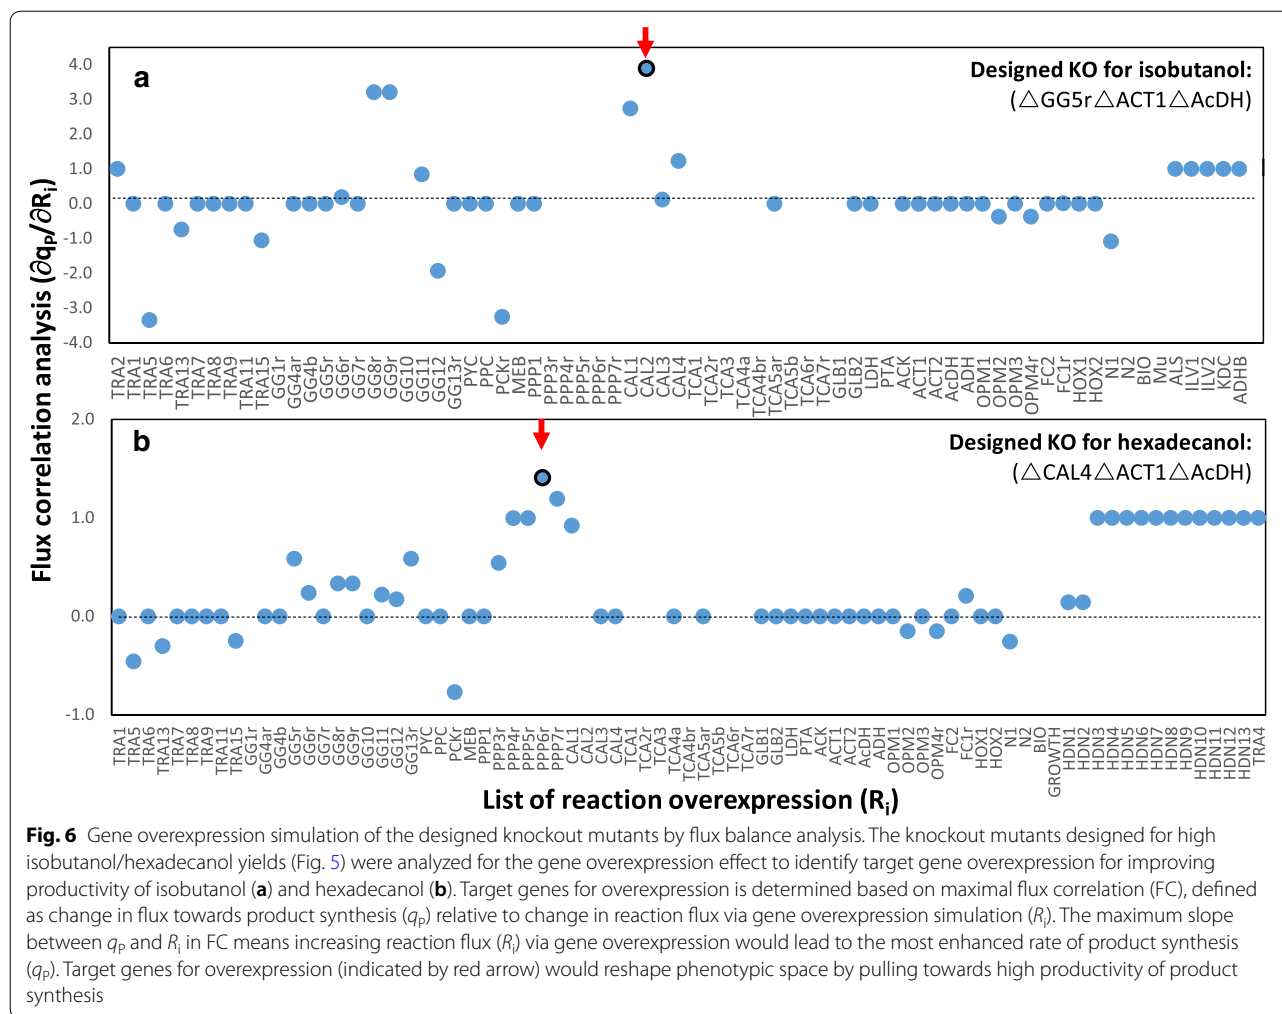 a
Designed KO for isobutanol:
(△GG5r△ACT1△AcDH)
4.0
3.0
2.0
1.0
0.0
-1.0
-2.0
-3.0
-4.0
Flux correlation analysis (∂qP/∂Ri)
TRA2 TRA1 TRA5 TRA6 TRA13 TRA7 TRA8 TRA9 TRA11 TRA15 GG1r GG4ar GG4b GG5r GG6r GG7r GG8r GG9r GG10 GG11 GG12 GG13r PYC PPC PCKr MEB PPP1 PPP3r PPP4r PPP5r PPP6r PPP7r CAL1 CAL2 CAL3 CAL4 TCA1 TCA2r TCA3 TCA4a TCA4br TCA5ar TCA5b TCA6r TCA7r GLB1 GLB2 LDH PTA ACK ACT1 ACT2 AcDH ADH OPM1 OPM2 OPM3 OPM4r FC2 FC1r HOX1 HOX2 N1 N2 BIO Mu ALS ILV1 ILV2 KDC ADHB
b
Designed KO for hexadecanol:
(△CAL4△ACT1△AcDH)
2.0
1.0
0.0
-1.0
TRA1 TRA5 TRA6 TRA13 TRA7 TRA8 TRA9 TRA11 TRA15 GG1r GG4ar GG4b GG5r GG6r GG7r GG8r GG9r GG10 GG11 GG12 GG13r PYC PPC PCKr MEB PPP1 PPP3r PPP4r PPP5r PPP6r PPP7r CAL1 CAL2 CAL3 CAL4 TCA1 TCA2r TCA3 TCA4a TCA4br TCA5ar TCA5b TCA6r TCA7r GLB1 GLB2 LDH PTA ACK ACT1 ACT2 AcDH ADH OPM1 OPM2 OPM3 OPM4r FC2 FC1r HOX1 HOX2 N1 N2 BIO GROWTH HDN1 HDN2 HDN3 HDN4 HDN5 HDN6 HDN7 HDN8 HDN9 HDN10 HDN11 HDN12 HDN13 TRA4
List of reaction overexpression (Ri)
Fig. 6 Gene overexpression simulation of the designed knockout mutants by flux balance analysis. The knockout mutants designed for high
isobutanol/hexadecanol yields (Fig. 5) were analyzed for the gene overexpression effect to identify target gene overexpression for improving
productivity of isobutanol (a) and hexadecanol (b). Target genes for overexpression is determined based on maximal flux correlation (FC), defined
as change in flux towards product synthesis (qP) relative to change in reaction flux via gene overexpression simulation (Ri). The maximum slope
between qP and Ri in FC means increasing reaction flux (Ri) via gene overexpression would lead to the most enhanced rate of product synthesis
(qP). Target genes for overexpression (indicated by red arrow) would reshape phenotypic space by pulling towards high productivity of product
synthesis